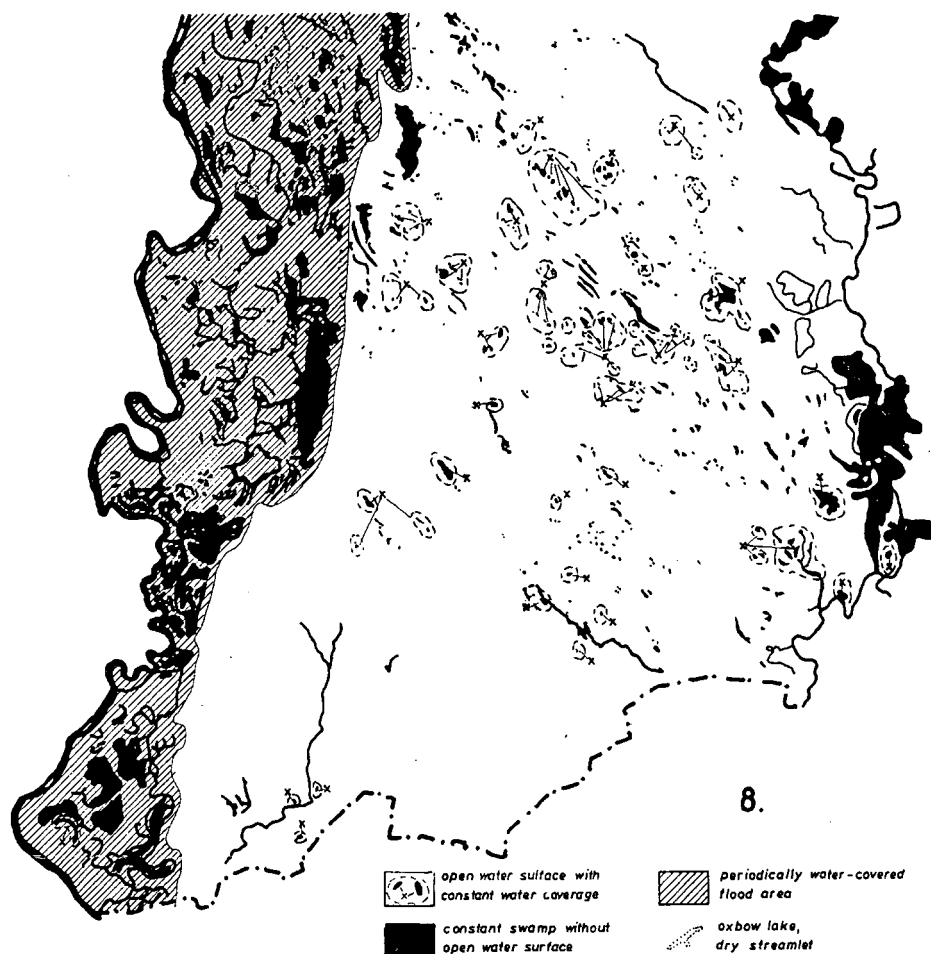 8.
open water sulface with
constant water coverage
constant swamp without
open water surface
periodically water-covered
flood area
oxbow lake,
dry streamlet